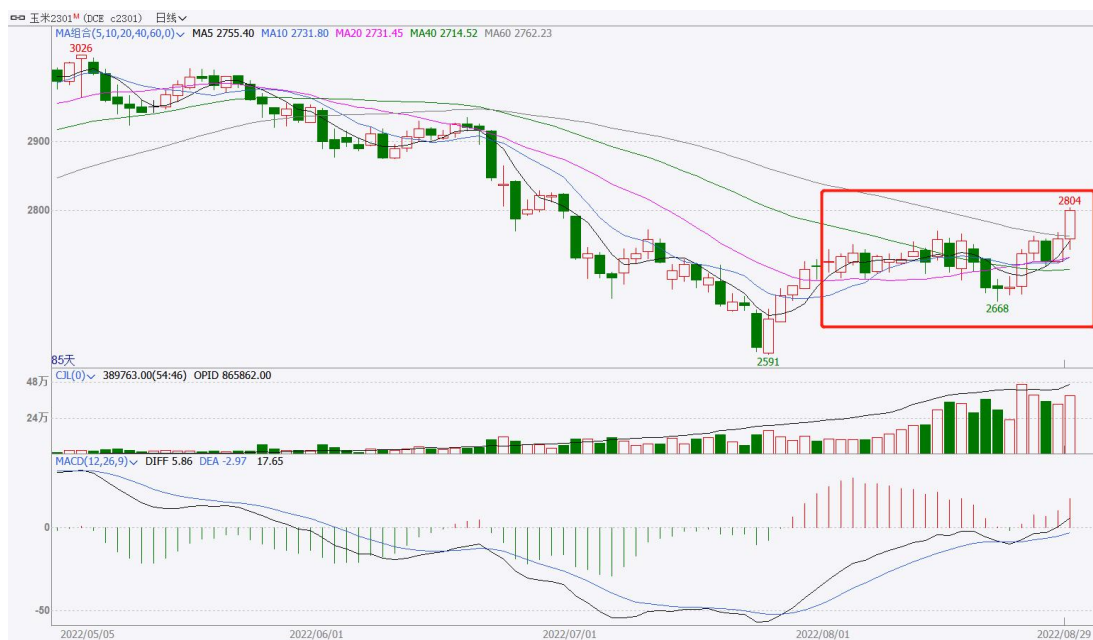 玉米2301M (DCE c2301) 日线
MA组合(5,10,20,40,60,0) MA5 2755.40 MA10 2731.80 MA20 2731.45 MA40 2714.52 MA60 2762.23
3026
2900
2800
2804
2668
2591
85天
CJL(0) 389763.00(54:46) OPID 865862.00
48万
24万
MACD(12,26,9) DIFF 5.86 DEA -2.97 17.65
0
-50
2022/05/05 2022/06/01 2022/07/01 2022/08/01 2022/08/29